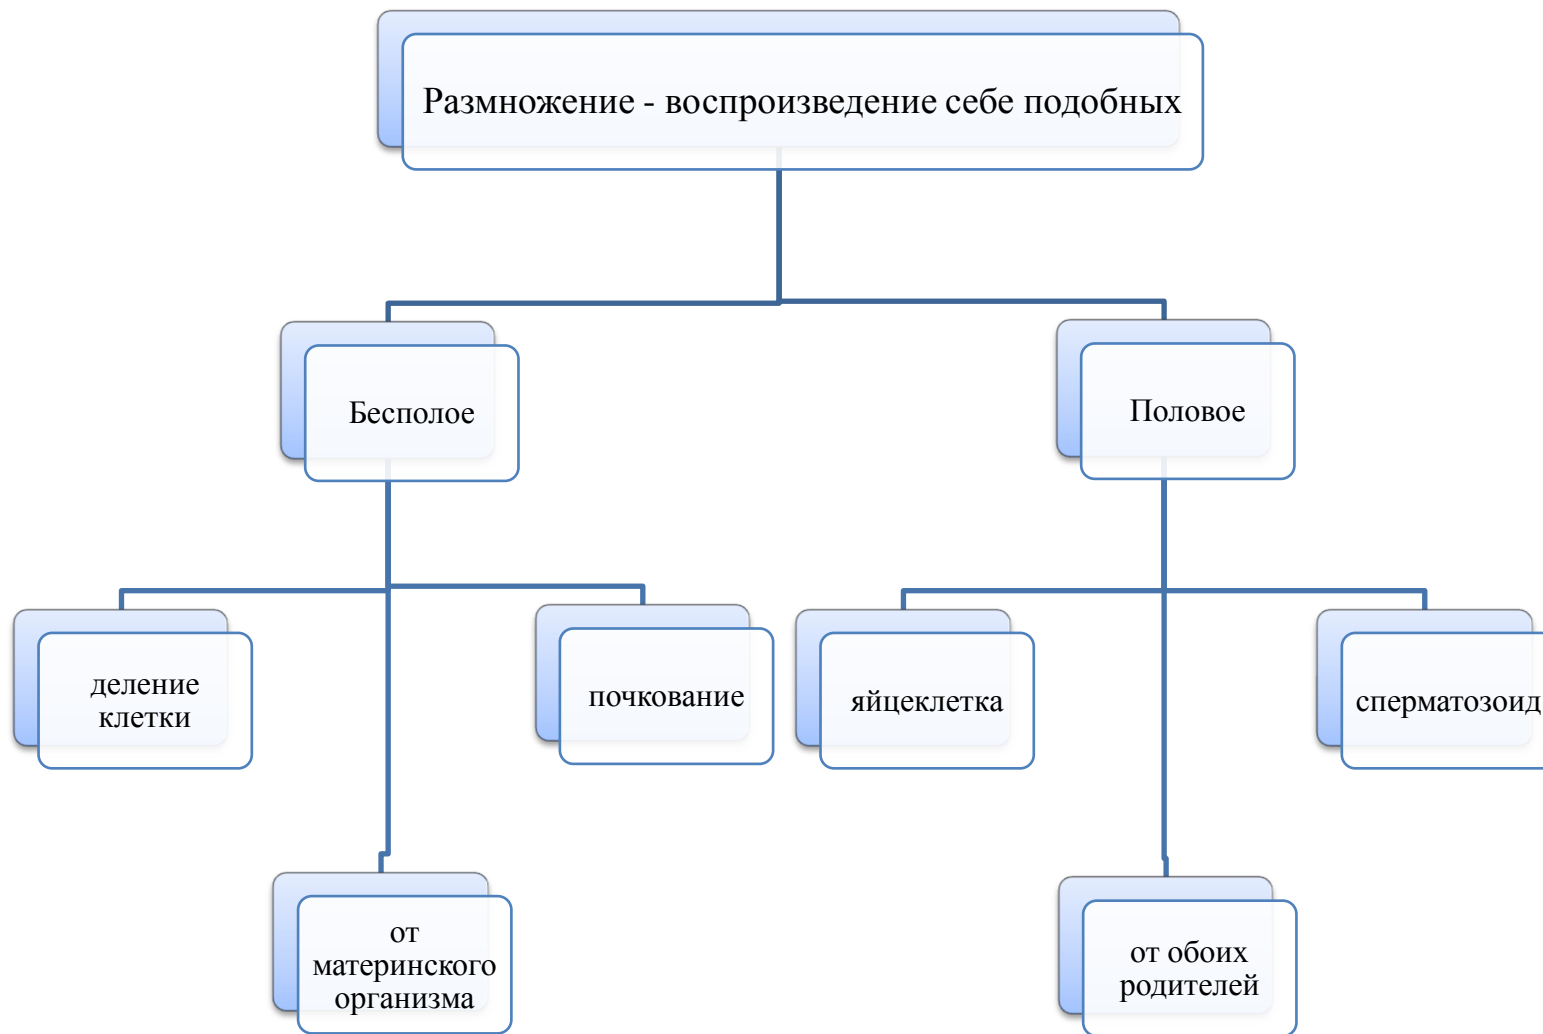 Размножение - воспроизведение себе подобных
Бесполое
Половое
деление
клетки
почкование
яйцеклетка
сперматозоид
от
материнского
организма
от обоих
родителей